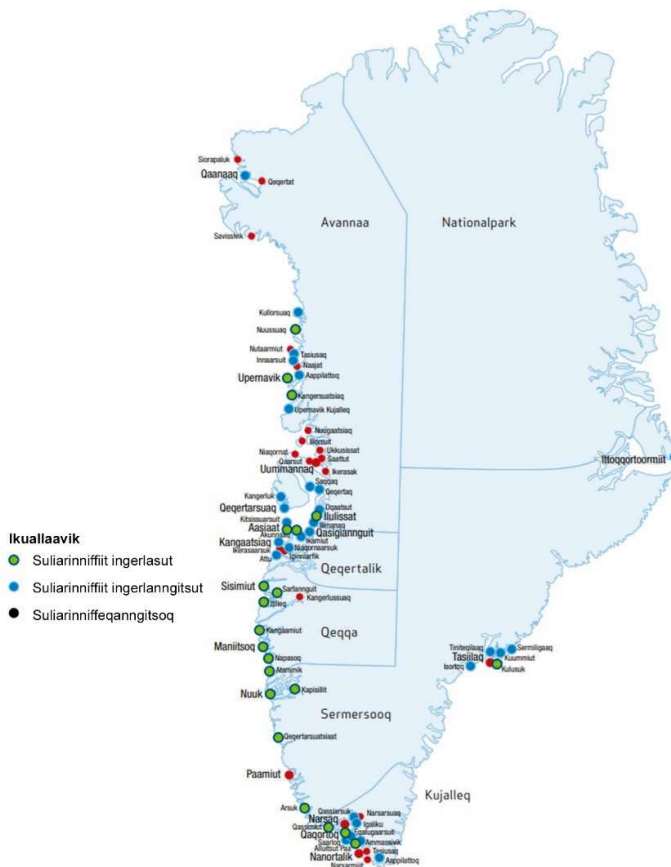 Siorapaluk
Qaanaaq
Qeqertat
Avannaa
Nationalpark
Savissivik
Kullorsuaq
Nuussuaq
Nutaarmiut
Tasiusaq
Innaarsuit
Naajat
Upernavik
Aappilattoq
Kangersuatsiaq
Upernavik Kujalleq
Nuugaatsiaq
Illorsuit
Ukkusissat
Niaqornat
Saattut
Qaarsut
Uummannaq
Ikerasak
Ittoqqortoormiit
Saqqaq
Qeqertaq
Kangerluk
Qeqertarsuaq
Oqaatsut
Kitsissuarsuit
Ilulissat
Ilimanaq
Aasiaat
Qasigiannguit
Akunnaaq
Ikamiut
Kangaatsiaq
Niaqornaarsuk
Ikerasaarsuk
Iginniarfik
Attu
Qeqertalik
Ikuallaavik
Suliarinniffiit ingerlasut
Suliarinniffiit ingerlanngitsut
Suliarinniffeqanngitsoq
Sisimiut
Sarfannguit
Kangerlussuaq
Itilleq
Qeqqa
Kangaamiut
Maniitsoq
Napasoq
Atammik
Tiniteqilaaq
Sermiligaaq
Tasiilaq
Kuummiut
Isortoq
Kulusuk
Nuuk
Kapisillit
Sermersooq
Qeqertarsuatsiaat
Paamiut
Kujalleq
Arsuk
Qassiarsuk
Narsarsuaq
Narsaq
Igaliku
Qassimiut
Qaqortoq
Eqalugaarsuit
Saarloq
Ammassivik
Alluitsut Paa
Nanortalik
Tasiusaq
Aappilattoq
Narsarmiut